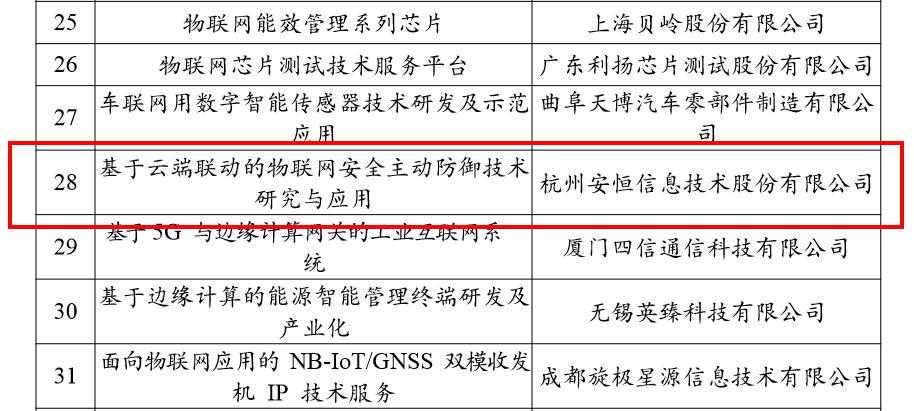 25 物联网能效管理系列芯片 上海贝岭股份有限公司
26 物联网芯片测试技术服务平台 广东利扬芯片测试股份有限公司
27 车联网用数字智能传感器技术研发及示范 曲阜天博汽车零部件制造有限公
应用 司
28 基于云端联动的物联网安全主动防御技术 杭州安恒信息技术股份有限公司
研究与应用
29 基于 5G 与边缘计算网关的工业互联网系 厦门四信通信科技有限公司
统
30 基于边缘计算的能源智能管理终端研发及 无锡英臻科技有限公司
产业化
31 面向物联网应用的 NB-IoT/GNSS 双模收发 成都旋极星源信息技术有限公司
机 IP 技术服务